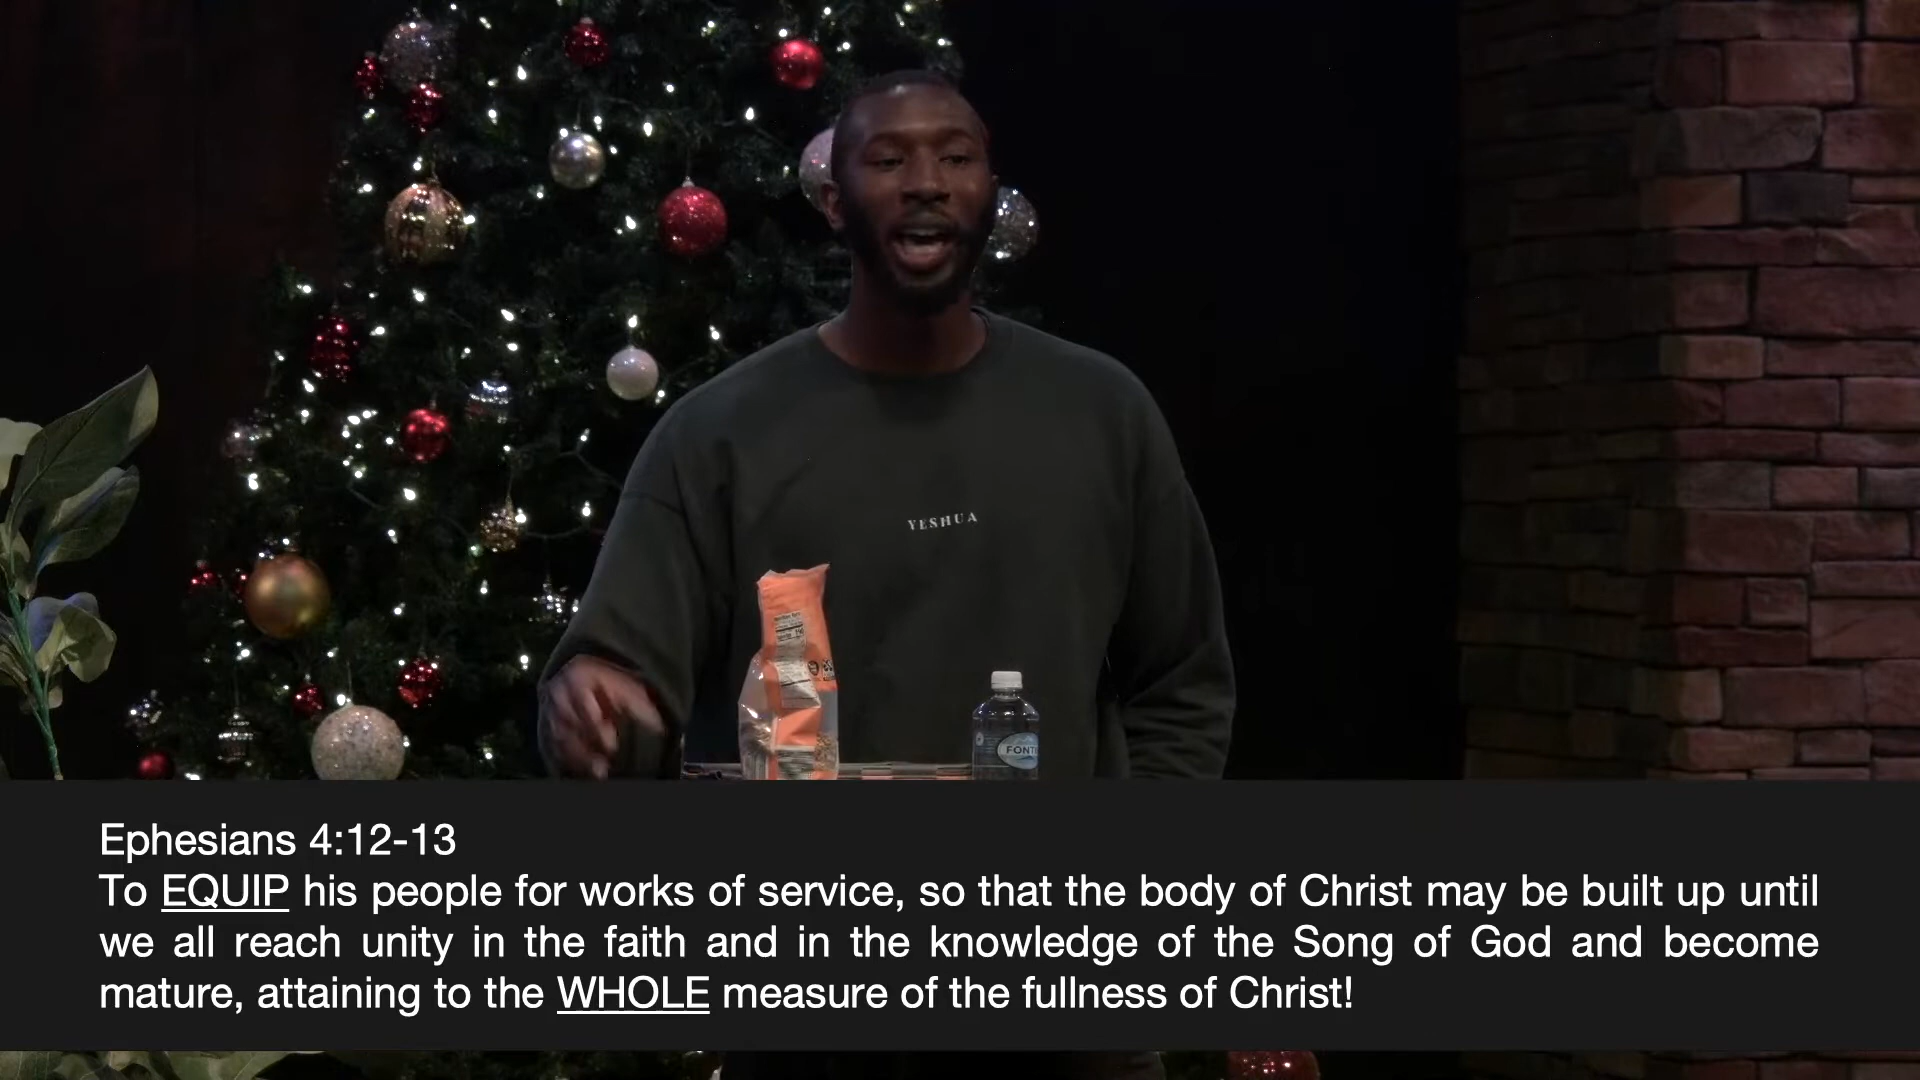 YESHUA
FONT
Ephesians 4:12-13
To EQUIP his people for works of service, so that the body of Christ may be built up until
we all reach unity in the faith and in the knowledge of the Song of God and become
mature, attaining to the WHOLE measure of the fullness of Christ!